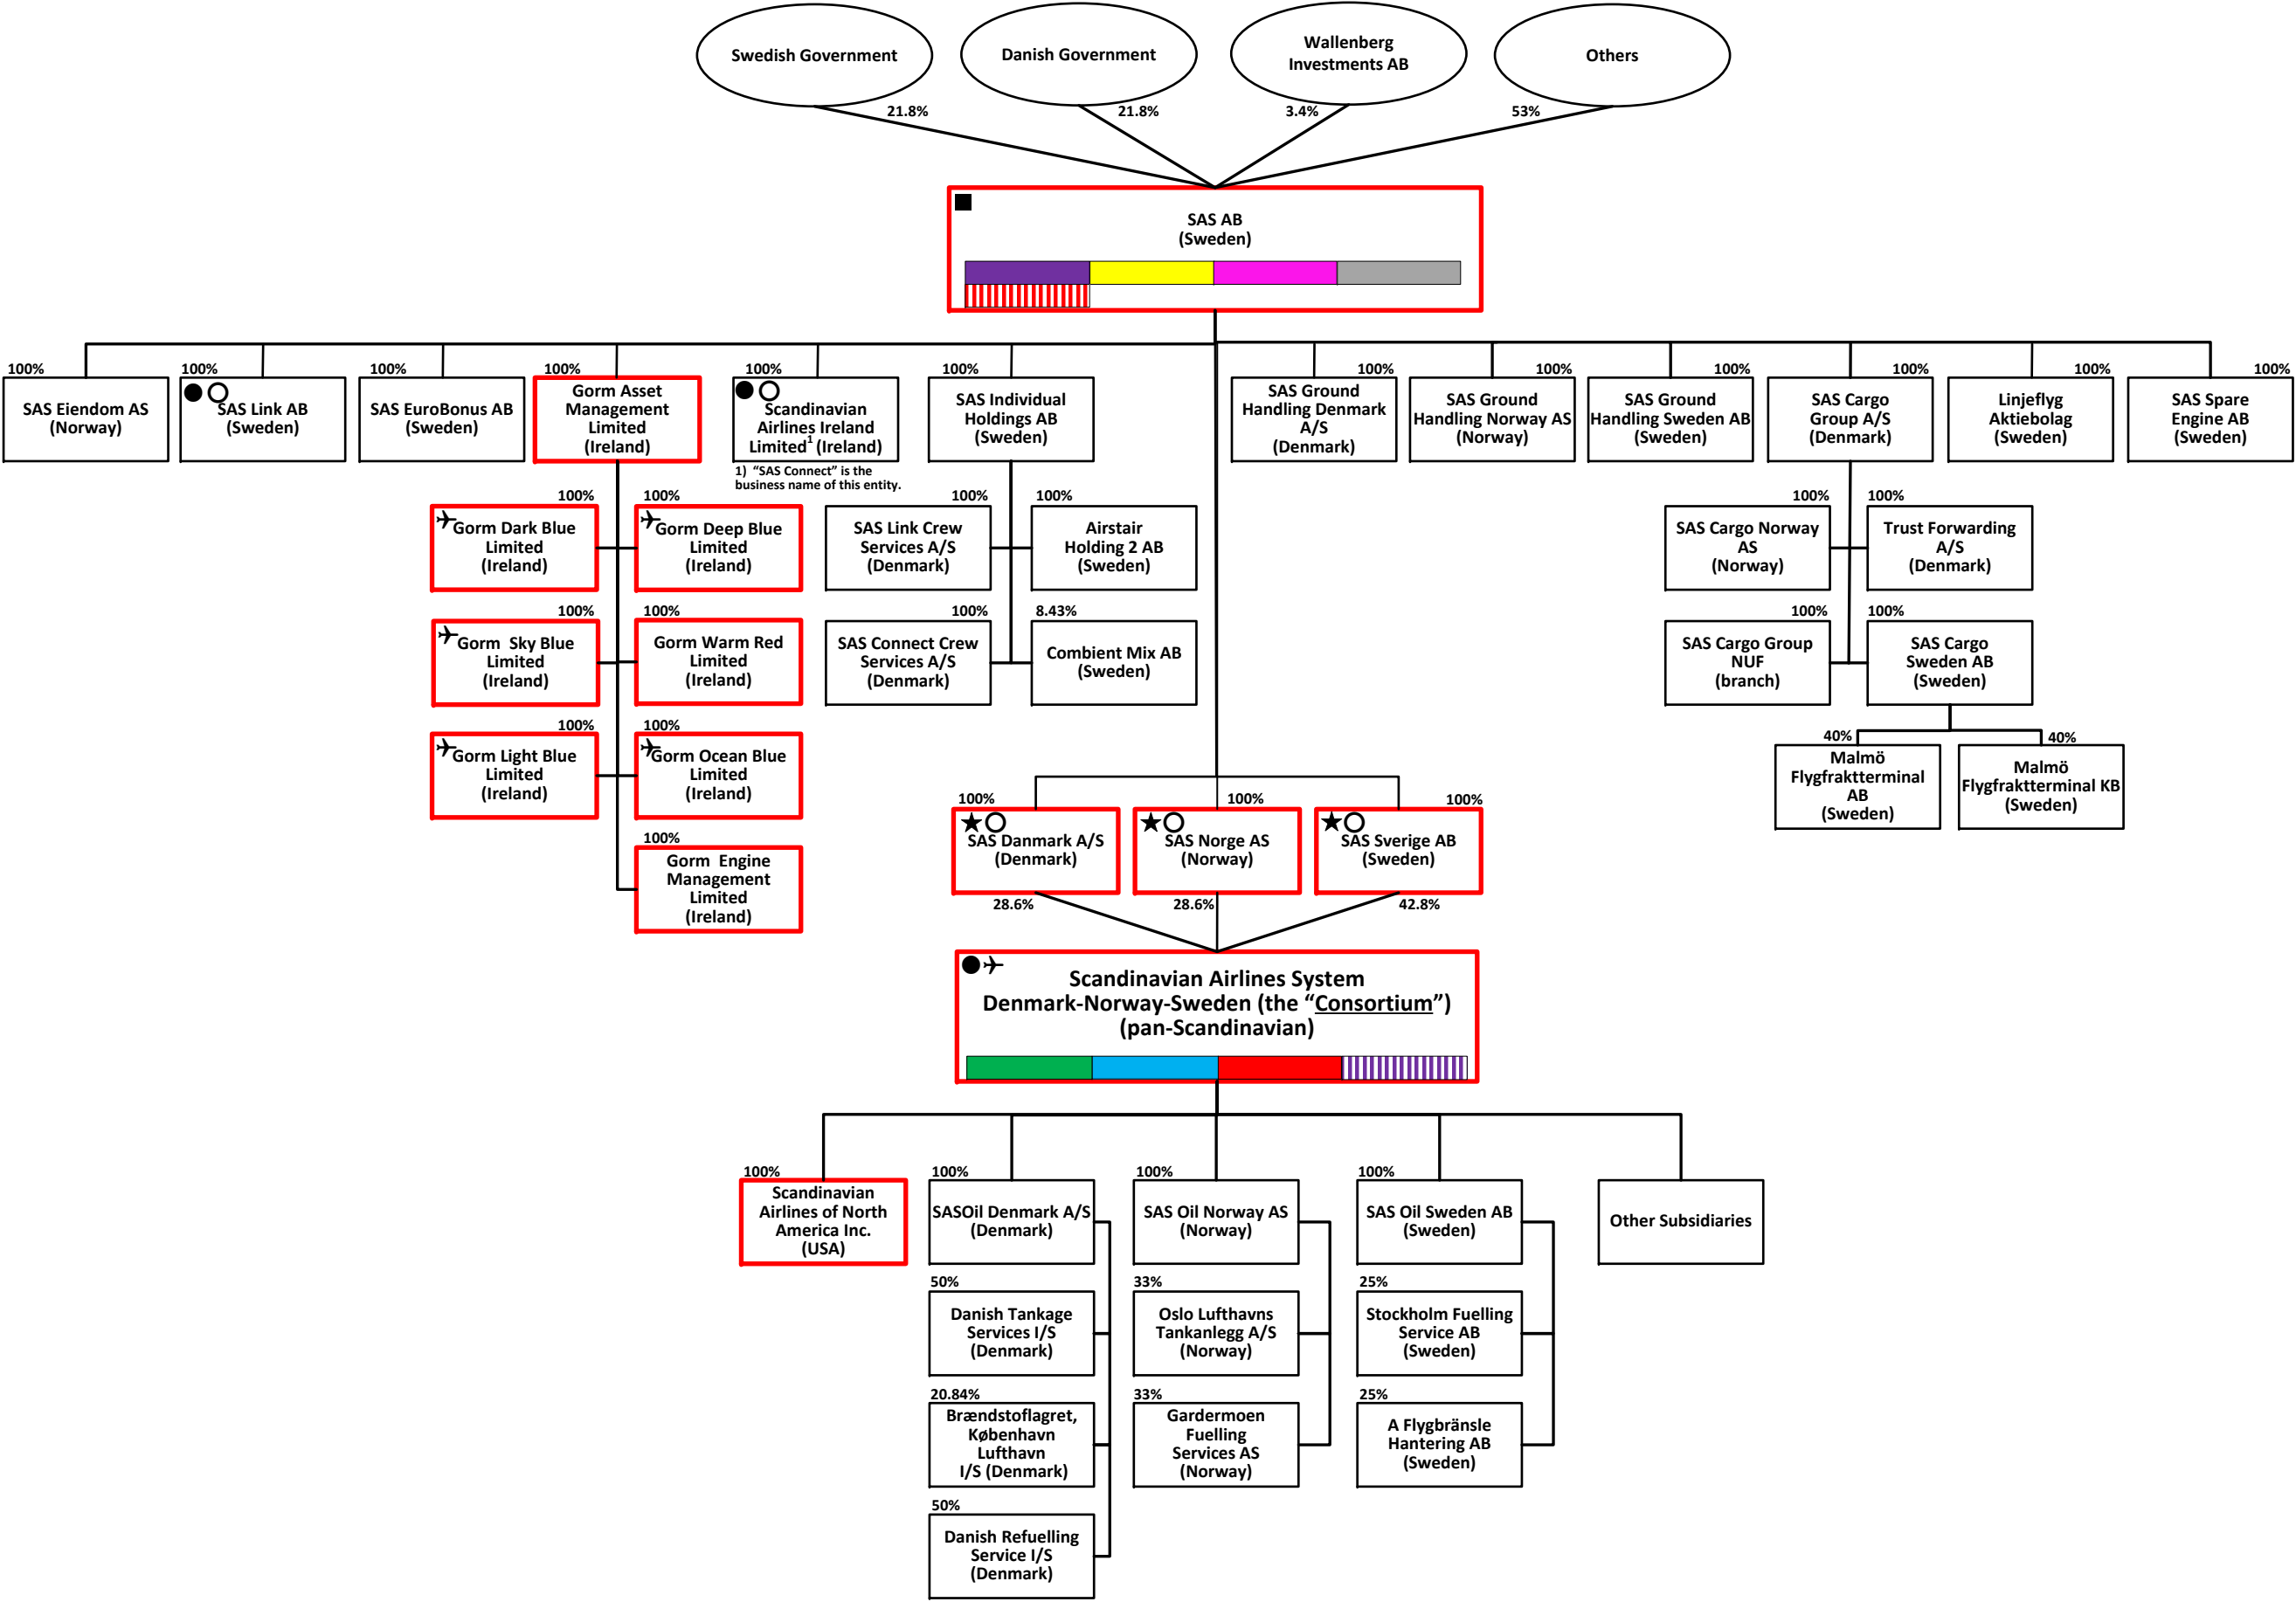 Swedish Government
Danish Government
Wallenberg
Investments AB
Others
21.8%
21.8%
3.4%
53%
SAS AB
(Sweden)
100%
SAS Eiendom AS
(Norway)
100%
SAS Link AB
(Sweden)
100%
SAS EuroBonus AB
(Sweden)
100%
Gorm Asset
Management
Limited
(Ireland)
100%
Scandinavian
Airlines Ireland
Limited1 (Ireland)
1) “SAS Connect” is the
business name of this entity.
100%
SAS Individual
Holdings AB
(Sweden)
100%
SAS Ground
Handling Denmark
A/S
(Denmark)
100%
SAS Ground
Handling Norway AS
(Norway)
100%
SAS Ground
Handling Sweden AB
(Sweden)
100%
SAS Cargo
Group A/S
(Denmark)
100%
Linjeflyg
Aktiebolag
(Sweden)
100%
SAS Spare
Engine AB
(Sweden)
100%
Gorm Dark Blue
Limited
(Ireland)
100%
Gorm Deep Blue
Limited
(Ireland)
100%
Gorm Sky Blue
Limited
(Ireland)
100%
Gorm Warm Red
Limited
(Ireland)
100%
Gorm Light Blue
Limited
(Ireland)
100%
Gorm Ocean Blue
Limited
(Ireland)
100%
Gorm Engine
Management
Limited
(Ireland)
100%
SAS Link Crew
Services A/S
(Denmark)
100%
Airstair
Holding 2 AB
(Sweden)
100%
SAS Connect Crew
Services A/S
(Denmark)
8.43%
Combient Mix AB
(Sweden)
100%
SAS Cargo Norway
AS
(Norway)
100%
Trust Forwarding
A/S
(Denmark)
100%
SAS Cargo Group
NUF
(branch)
100%
SAS Cargo
Sweden AB
(Sweden)
40%
Malmö
Flygfraktterminal
AB
(Sweden)
40%
Malmö
Flygfraktterminal KB
(Sweden)
100%
SAS Danmark A/S
(Denmark)
100%
SAS Norge AS
(Norway)
100%
SAS Sverige AB
(Sweden)
28.6%
28.6%
42.8%
Scandinavian Airlines System
Denmark-Norway-Sweden (the “Consortium”)
(pan-Scandinavian)
100%
Scandinavian
Airlines of North
America Inc.
(USA)
100%
SASOil Denmark A/S
(Denmark)
100%
SAS Oil Norway AS
(Norway)
100%
SAS Oil Sweden AB
(Sweden)
Other Subsidiaries
50%
Danish Tankage
Services I/S
(Denmark)
33%
Oslo Lufthavns
Tankanlegg A/S
(Norway)
25%
Stockholm Fuelling
Service AB
(Sweden)
20.84%
Brændstoflagret,
København
Lufthavn
I/S (Denmark)
33%
Gardermoen
Fuelling
Services AS
(Norway)
25%
A Flygbränsle
Hantering AB
(Sweden)
50%
Danish Refuelling
Service I/S
(Denmark)